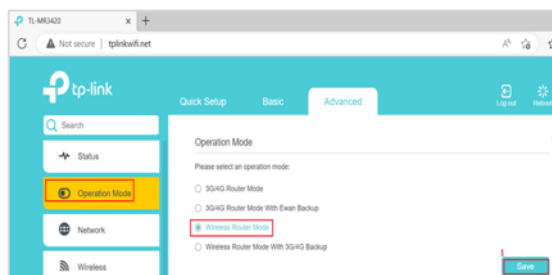 TL-MR3420
Not secure | tplinkwifi.net
tp-link
Quick Setup Basic Advanced
Log out Reboot
Search
Status
Operation Mode
Network
Wireless
Operation Mode
Please select an operation mode:
3G/4G Router Mode
3G/4G Router Mode With Ewan Backup
Wireless Router Mode
Wireless Router Mode With 3G/4G Backup
1
Save